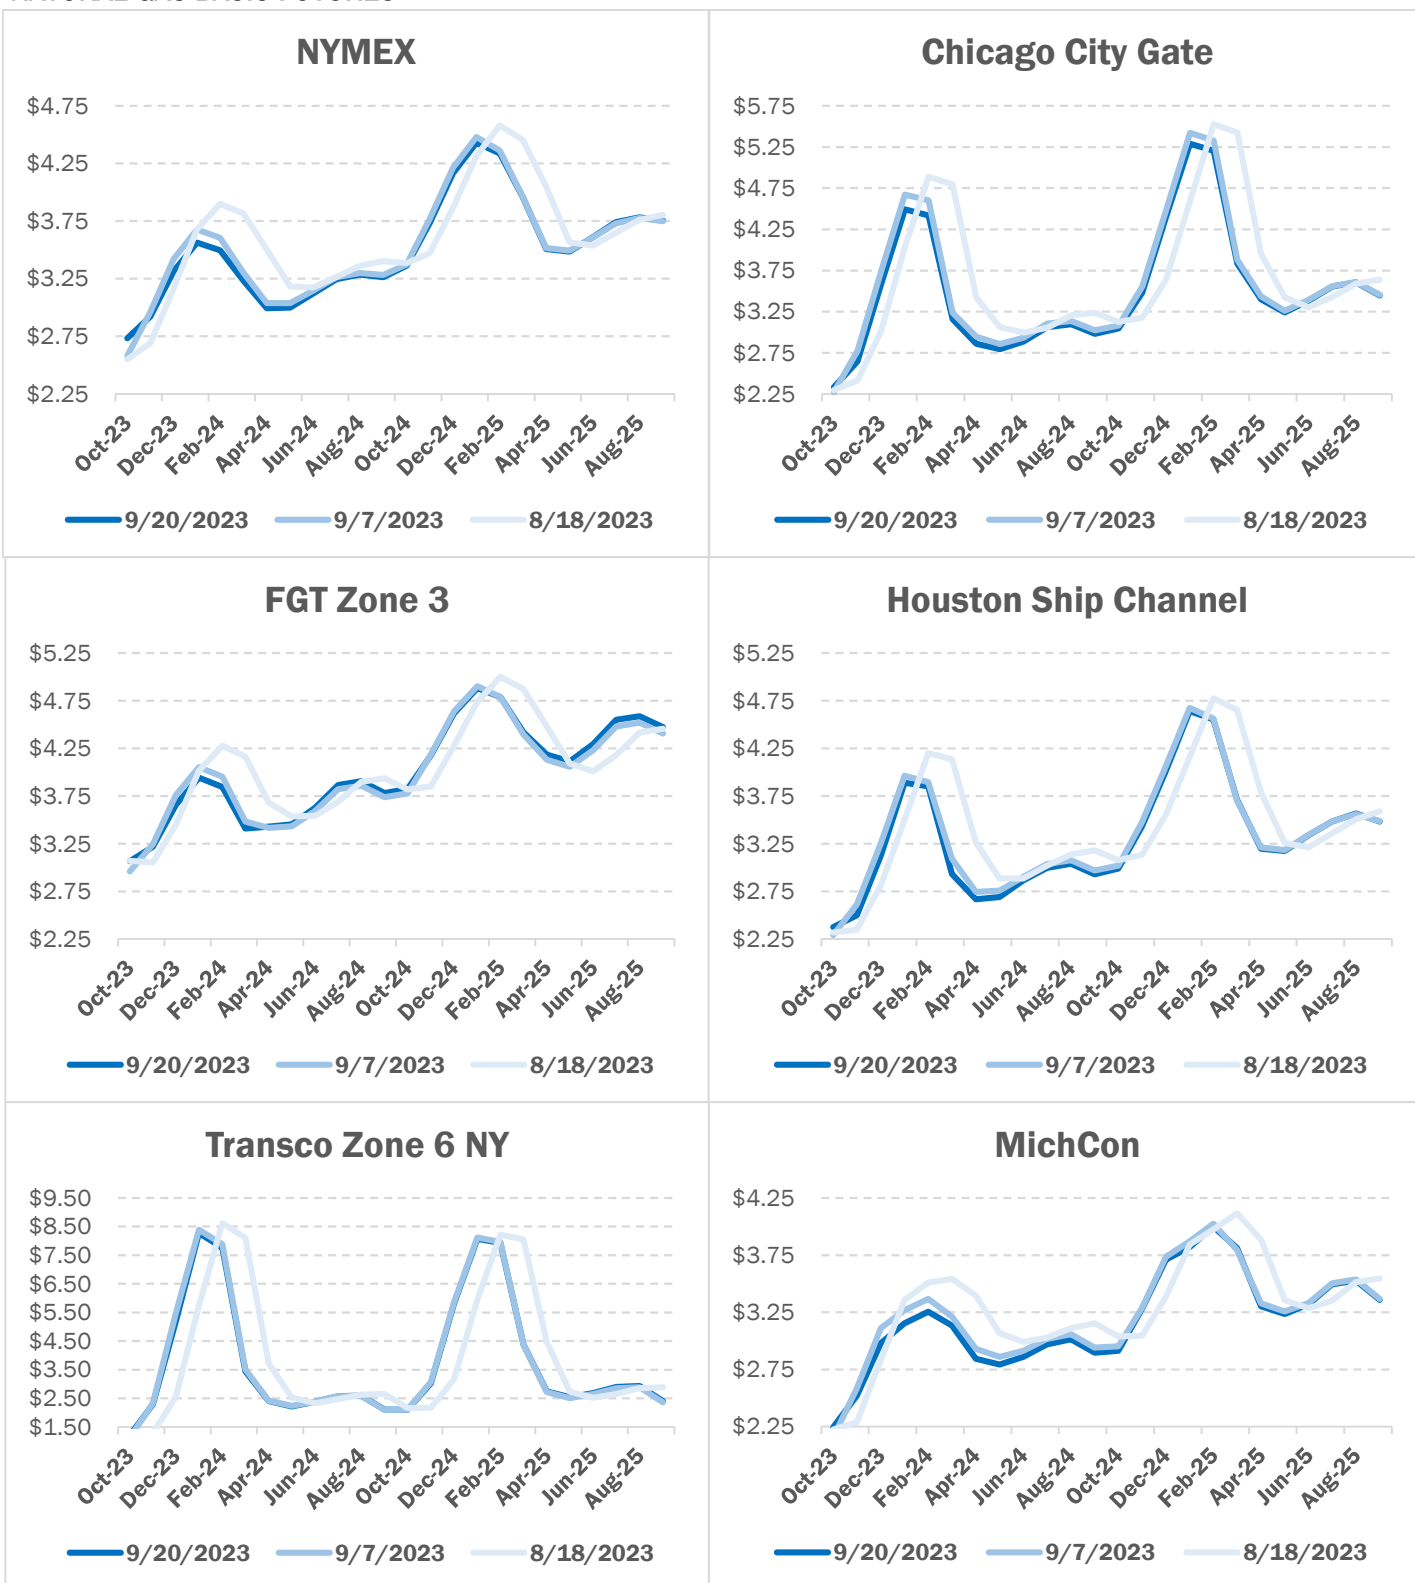 NYMEX
$4.75
$4.25
$3.75
$3.25
$2.75
$2.25
Oct-23 Dec-23 Feb-24 Apr-24 Jun-24 Aug-24 Oct-24 Dec-24 Feb-25 Apr-25 Jun-25 Aug-25
9/20/2023 9/7/2023 8/18/2023
Chicago City Gate
$5.75
$5.25
$4.75
$4.25
$3.75
$3.25
$2.75
$2.25
Oct-23 Dec-23 Feb-24 Apr-24 Jun-24 Aug-24 Oct-24 Dec-24 Feb-25 Apr-25 Jun-25 Aug-25
9/20/2023 9/7/2023 8/18/2023
FGT Zone 3
$5.25
$4.75
$4.25
$3.75
$3.25
$2.75
$2.25
Oct-23 Dec-23 Feb-24 Apr-24 Jun-24 Aug-24 Oct-24 Dec-24 Feb-25 Apr-25 Jun-25 Aug-25
9/20/2023 9/7/2023 8/18/2023
Houston Ship Channel
$5.25
$4.75
$4.25
$3.75
$3.25
$2.75
$2.25
Oct-23 Dec-23 Feb-24 Apr-24 Jun-24 Aug-24 Oct-24 Dec-24 Feb-25 Apr-25 Jun-25 Aug-25
9/20/2023 9/7/2023 8/18/2023
Transco Zone 6 NY
$9.50
$8.50
$7.50
$6.50
$5.50
$4.50
$3.50
$2.50
$1.50
Oct-23 Dec-23 Feb-24 Apr-24 Jun-24 Aug-24 Oct-24 Dec-24 Feb-25 Apr-25 Jun-25 Aug-25
9/20/2023 9/7/2023 8/18/2023
MichCon
$4.25
$3.75
$3.25
$2.75
$2.25
Oct-23 Dec-23 Feb-24 Apr-24 Jun-24 Aug-24 Oct-24 Dec-24 Feb-25 Apr-25 Jun-25 Aug-25
9/20/2023 9/7/2023 8/18/2023